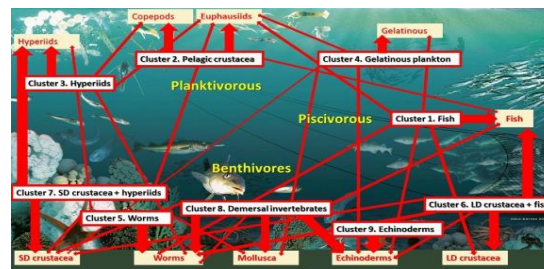 Copepods
Euphausiids
Gelatinous
Hyperiids
Cluster 2. Pelagic crustacea
Cluster 4. Gelatinous plankton
Cluster 3. Hyperiids
Planktivorous
Piscivorous
Cluster 1. Fish
Fish
Benthivores
Cluster 7. SD crustacea + hyperiids
Cluster 8. Demersal invertebrates
Cluster 6. LD crustacea + fis
Cluster 5. Worms
Cluster 9. Echinoderms
SD crustacea
Worms
Mollusca
Echinoderms
LD crustacea